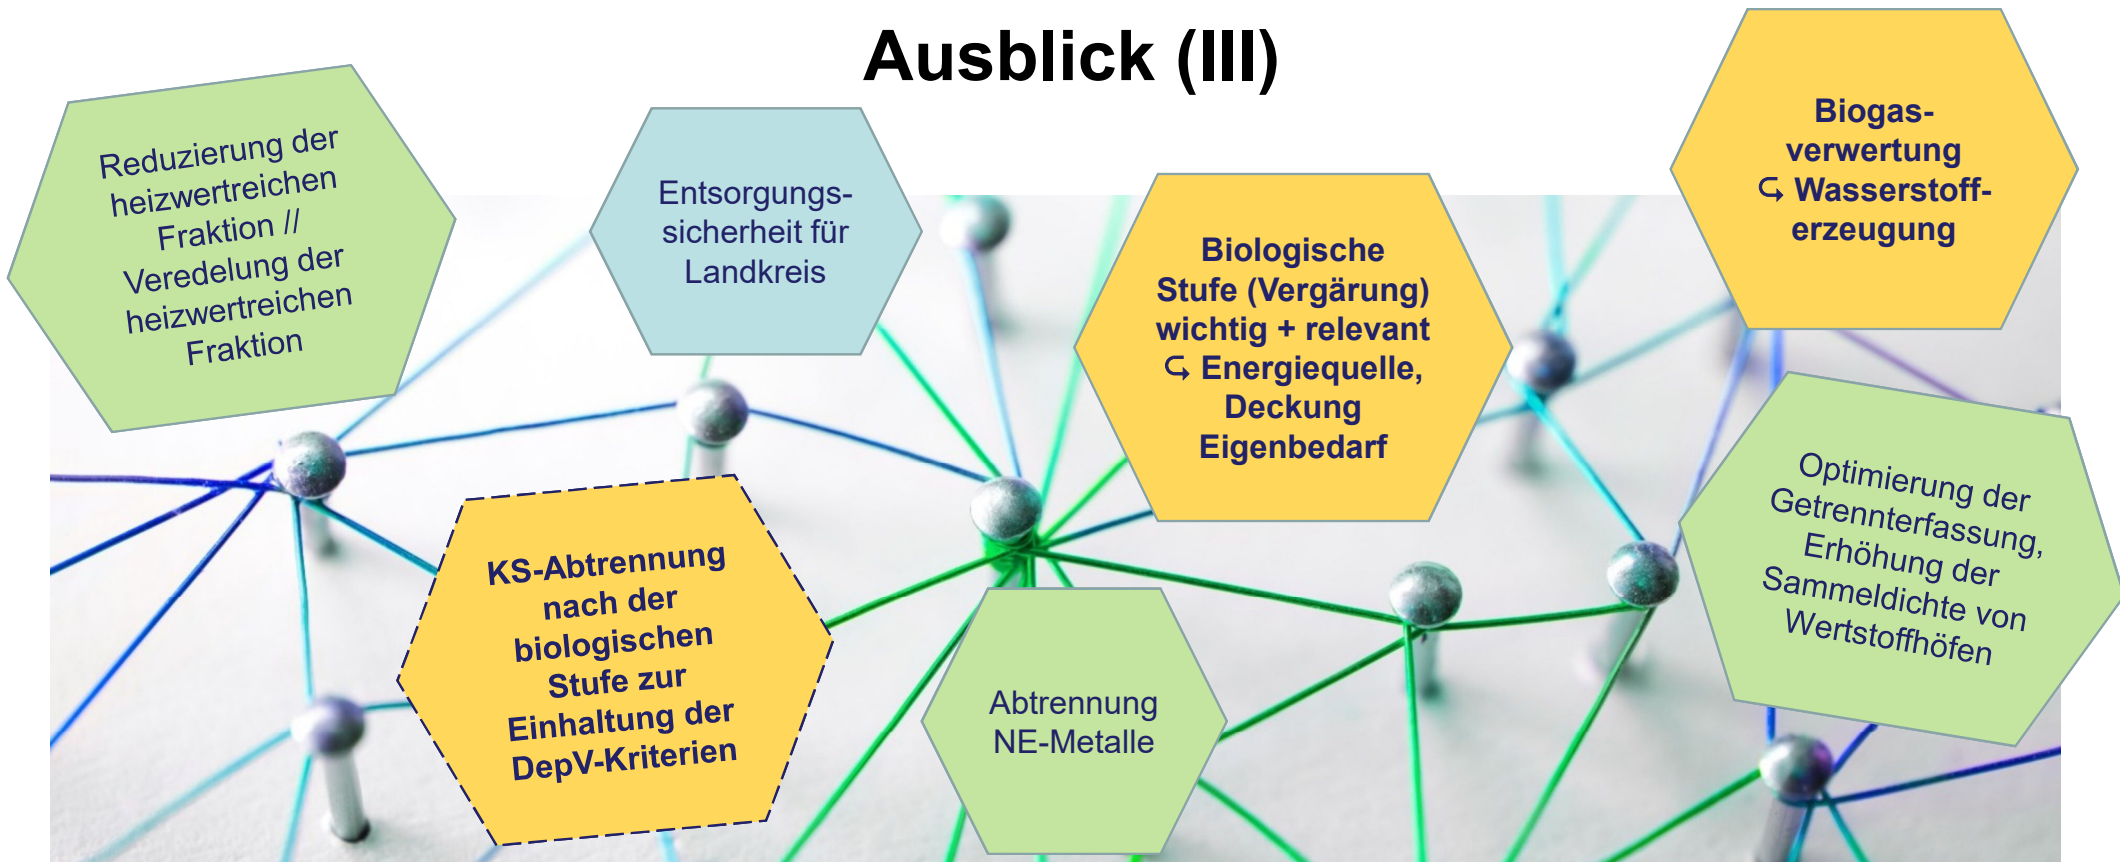 Ausblick (III)
Reduzierung der
heizwertreichen
Fraktion //
Veredelung der
heizwertreichen
Fraktion
Entsorgungs-
sicherheit für
Landkreis
Biologische
Stufe (Vergärung)
wichtig + relevant
⮎ Energiequelle,
Deckung
Eigenbedarf
Biogas-
verwertung
⮎ Wasserstoff-
erzeugung
KS-Abtrennung
nach der
biologischen
Stufe zur
Einhaltung der
DepV-Kriterien
Abtrennung
NE-Metalle
Optimierung der
Getrennterfassung,
Erhöhung der
Sammeldichte von
Wertstoffhöfen